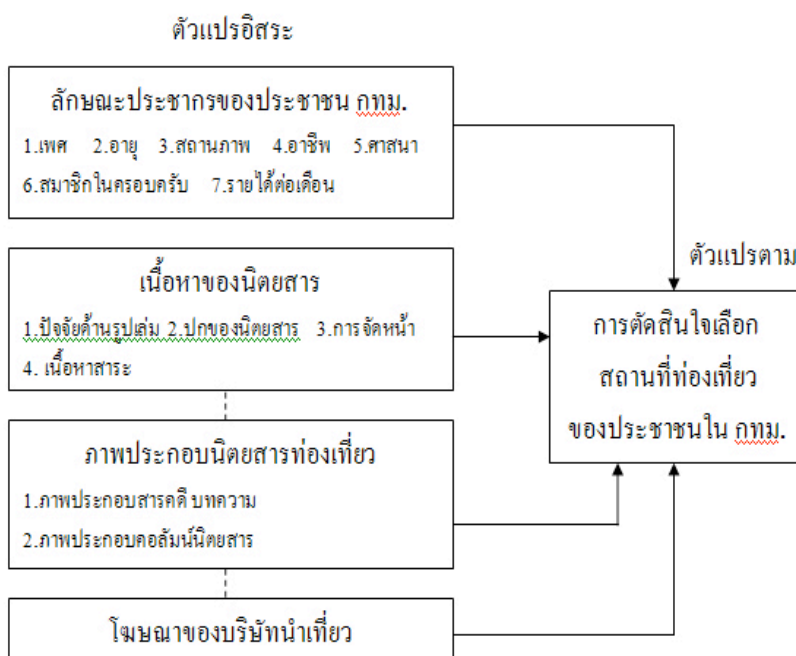 ตัวแปรอิสระ
ลักษณะประชากรของประชาชน กทม.
1.เพศ 2.อายุ 3.สถานภาพ 4.อาชีพ 5.ศาสนา
6.สมาชิกในครอบครับ 7.รายได้ต่อเดือน
เนื้อหาของนิตยสาร
1.ปัจจัยด้านรูปเล่ม 2.ปกของนิตยสาร 3.การจัดหน้า
4. เนื้อหาสาระ
ภาพประกอบนิตยสารท่องเที่ยว
1.ภาพประกอบสารคดี บทความ
2.ภาพประกอบคอลัมน์นิตยสาร
โฆษณาของบริษัทนำเที่ยว
ตัวแปรตาม
การตัดสินใจเลือก
สถานที่ท่องเที่ยว
ของประชาชนใน กทม.